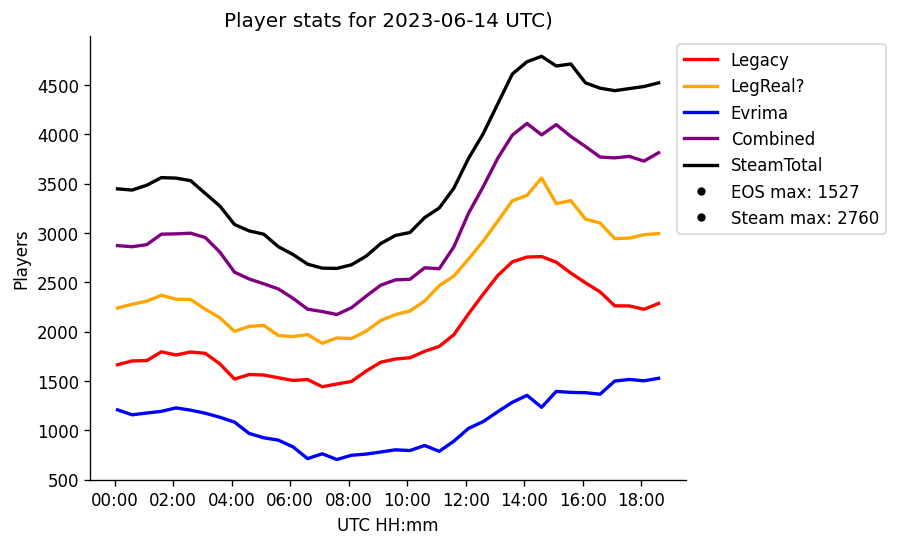 Player stats for 2023-06-14 UTC)
Legacy
LegReal?
Evrima
Combined
SteamTotal
EOS max: 1527
Steam max: 2760
Players
4500
4000
3500
3000
2500
2000
1500
1000
500
00:00 02:00 04:00 06:00 08:00 10:00 12:00 14:00 16:00 18:00
UTC HH:mm